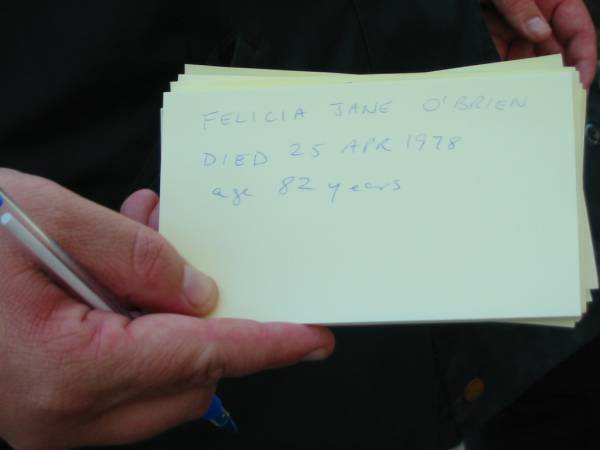 FELICIA JANE O'BRIEN
DIED 25 APR 1978
age 82 years